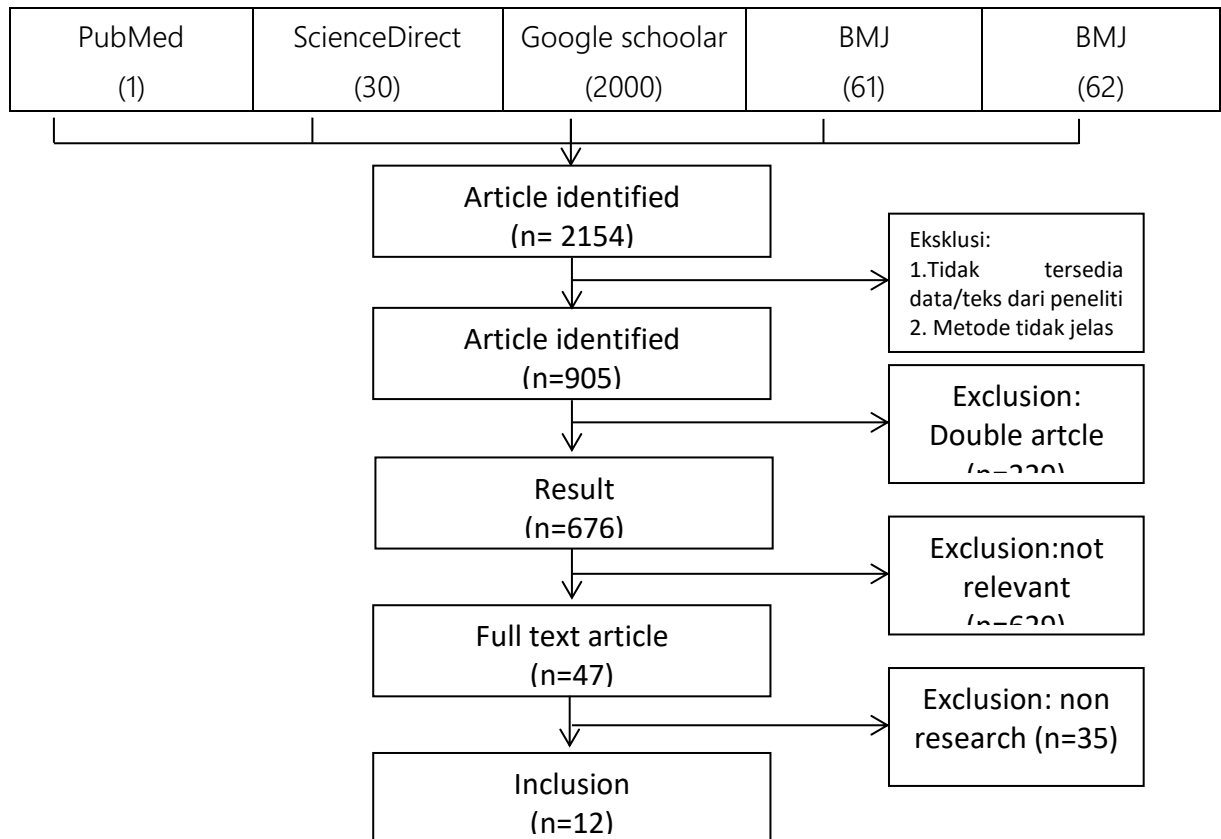 PubMed
(1)
ScienceDirect
(30)
Google schoolar
(2000)
BMJ
(61)
BMJ
(62)
Article identified
(n= 2154)
Eksklusi:
1.Tidak tersedia
data/teks dari peneliti
2. Metode tidak jelas
Article identified
(n=905)
Exclusion:
Double artcle
Result
(n=676)
Exclusion:not
relevant
Full text article
(n=47)
Exclusion: non
research (n=35)
Inclusion
(n=12)